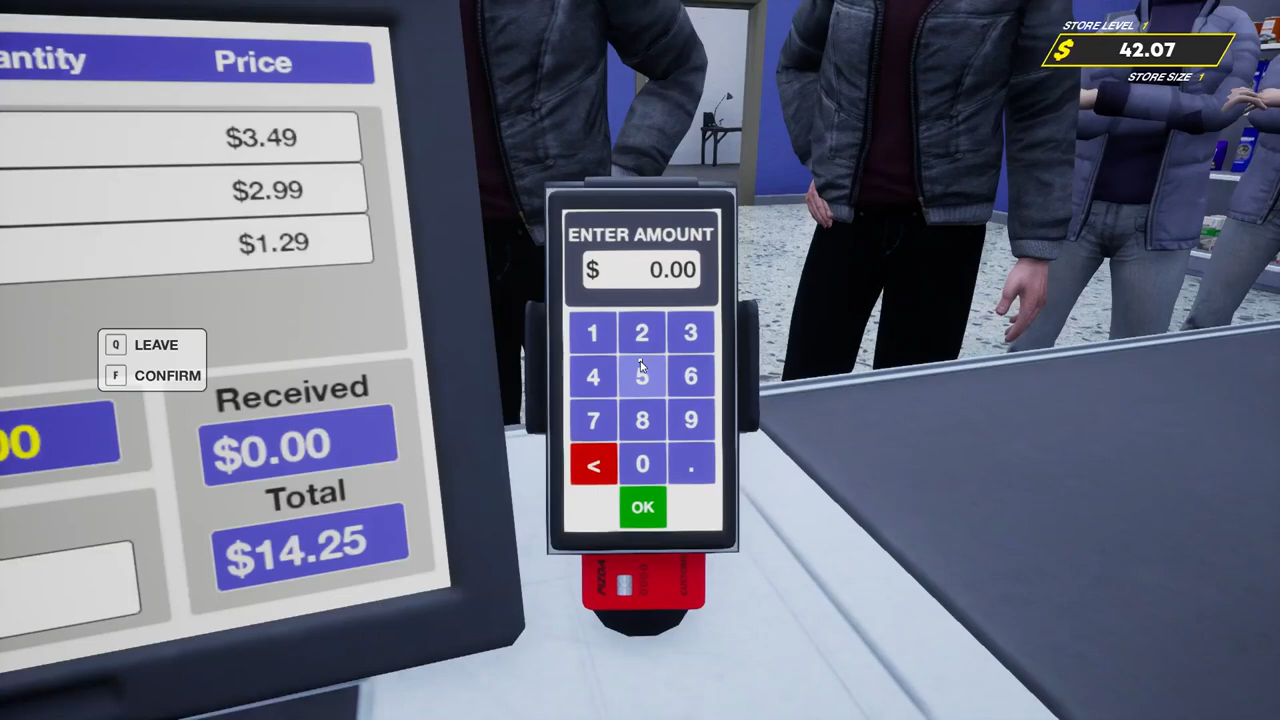 STORE LEVEL 1
$ 42.07
STORE SIZE 1
antity Price
$3.49
$2.99
$1.29
Q LEAVE
F CONFIRM
00
Received
$0.00
Total
$14.25
ENTER AMOUNT
$ 0.00
1 2 3
4 5 6
7 8 9
< 0 .
OK